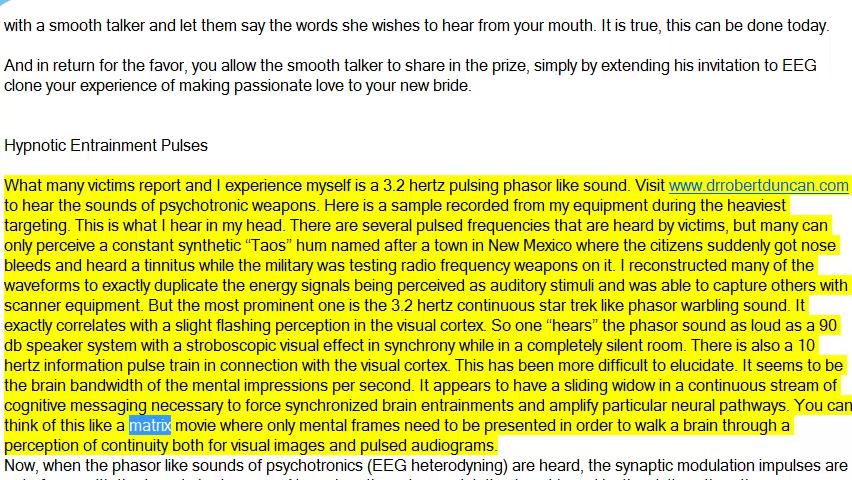 with a smooth talker and let them say the words she wishes to hear from your mouth. It is true, this can be done today.
And in return for the favor, you allow the smooth talker to share in the prize, simply by extending his invitation to EEG
clone your experience of making passionate love to your new bride.
Hypnotic Entrainment Pulses
What many victims report and I experience myself is a 3.2 hertz pulsing phasor like sound. Visit www.drrobertduncan.com
to hear the sounds of psychotronic weapons. Here is a sample recorded from my equipment during the heaviest
targeting. This is what I hear in my head. There are several pulsed frequencies that are heard by victims, but many can
only perceive a constant synthetic “Taos” hum named after a town in New Mexico where the citizens suddenly got nose
bleeds and heard a tinnitus while the military was testing radio frequency weapons on it. I reconstructed many of the
waveforms to exactly duplicate the energy signals being perceived as auditory stimuli and was able to capture others with
scanner equipment. But the most prominent one is the 3.2 hertz continuous star trek like phasor warbling sound. It
exactly correlates with a slight flashing perception in the visual cortex. So one “hears” the phasor sound as loud as a 90
db speaker system with a stroboscopic visual effect in synchrony while in a completely silent room. There is also a 10
hertz information pulse train in connection with the visual cortex. This has been more difficult to elucidate. It seems to be
the brain bandwidth of the mental impressions per second. It appears to have a sliding widow in a continuous stream of
cognitive messaging necessary to force synchronized brain entrainments and amplify particular neural pathways. You can
think of this like a matrix movie where only mental frames need to be presented in order to walk a brain through a
perception of continuity both for visual images and pulsed audiograms.
Now, when the phasor like sounds of psychotronics (EEG heterodyning) are heard, the synaptic modulation impulses are